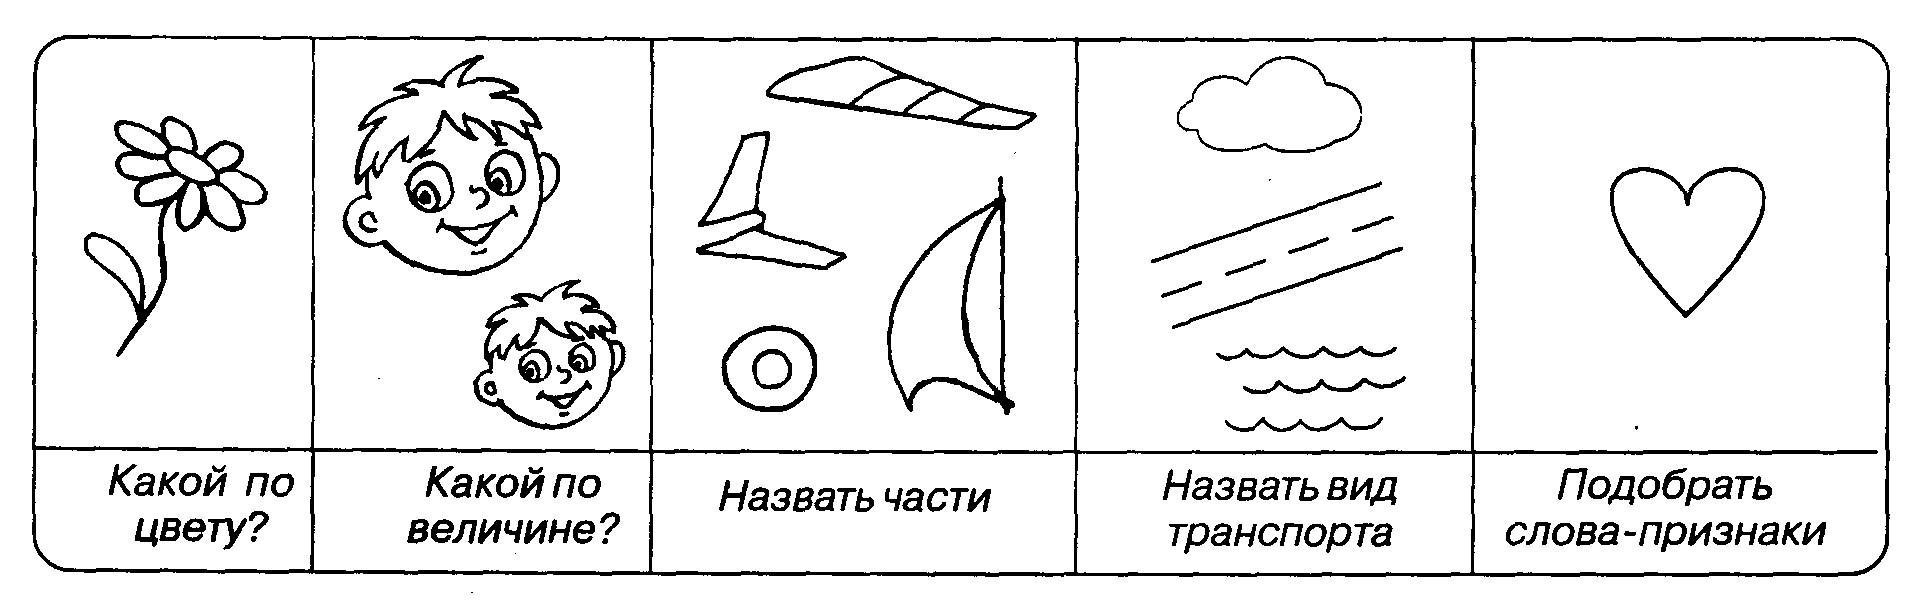 Какой по
цвету?
Какой по
величине?
Назвать части
Назвать вид
транспорта
Подобрать
слова-признаки